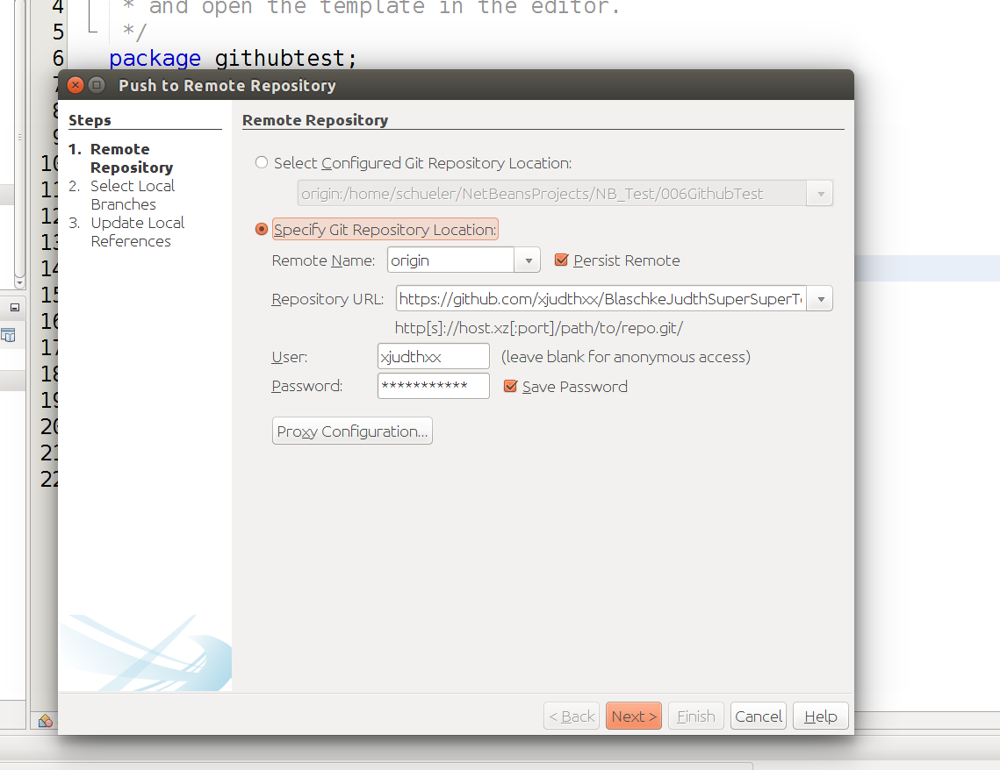 4 * and open the template in the editor.
5 */
6 package githubtest;
Push to Remote Repository
Steps
1. Remote
Repository
2. Select Local
Branches
3. Update Local
References
Remote Repository
Select Configured Git Repository Location:
origin:/home/schueler/NetBeansProjects/NB_Test/006GithubTest
Specify Git Repository Location:
Remote Name: origin Persist Remote
Repository URL: https://github.com/xjudthxx/BlaschkeJudthSuperSuperT
http[s]://host.xz[:port]/path/to/repo.git/
User: xjudthxx (leave blank for anonymous access)
Password: *********** Save Password
Proxy Configuration...
< Back Next > Finish Cancel Help
7
8
9
10
11
12
13
14
15
16
17
18
19
20
21
22